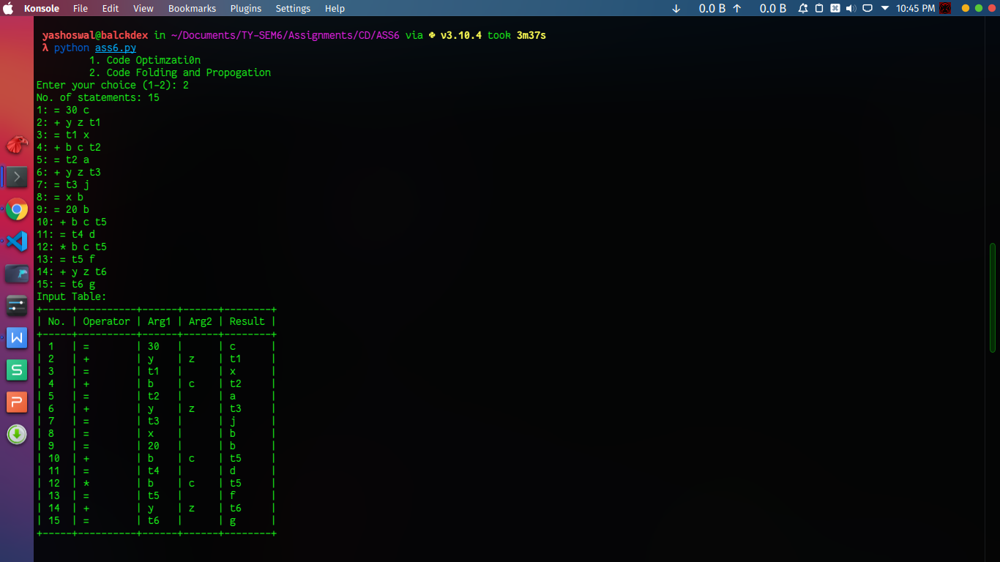 Konsole File Edit View Bookmarks Plugins Settings Help ↓ 0.0 B ↑ 0.0 B 10:45 PM
yashoswal@balckdex in ~/Documents/TY-SEM6/Assignments/CD/ASS6 via v3.10.4 took 3m37s
λ python ass6.py
1. Code Optimzati0n
2. Code Folding and Propogation
Enter your choice (1-2): 2
No. of statements: 15
1: = 30 c
2: + y z t1
3: = t1 x
4: + b c t2
5: = t2 a
6: + y z t3
7: = t3 j
8: = x b
9: = 20 b
10: + b c t5
11: = t4 d
12: * b c t5
13: = t5 f
14: + y z t6
15: = t6 g
Input Table:
+-----+----------+------+------+--------+
| No. | Operator | Arg1 | Arg2 | Result |
+-----+----------+------+------+--------+
| 1   | =        | 30   |      | c      |
| 2   | +        | y    | z    | t1     |
| 3   | =        | t1   |      | x      |
| 4   | +        | b    | c    | t2     |
| 5   | =        | t2   |      | a      |
| 6   | +        | y    | z    | t3     |
| 7   | =        | t3   |      | j      |
| 8   | =        | x    |      | b      |
| 9   | =        | 20   |      | b      |
| 10  | +        | b    | c    | t5     |
| 11  | =        | t4   |      | d      |
| 12  | *        | b    | c    | t5     |
| 13  | =        | t5   |      | f      |
| 14  | +        | y    | z    | t6     |
| 15  | =        | t6   |      | g      |
+-----+----------+------+------+--------+